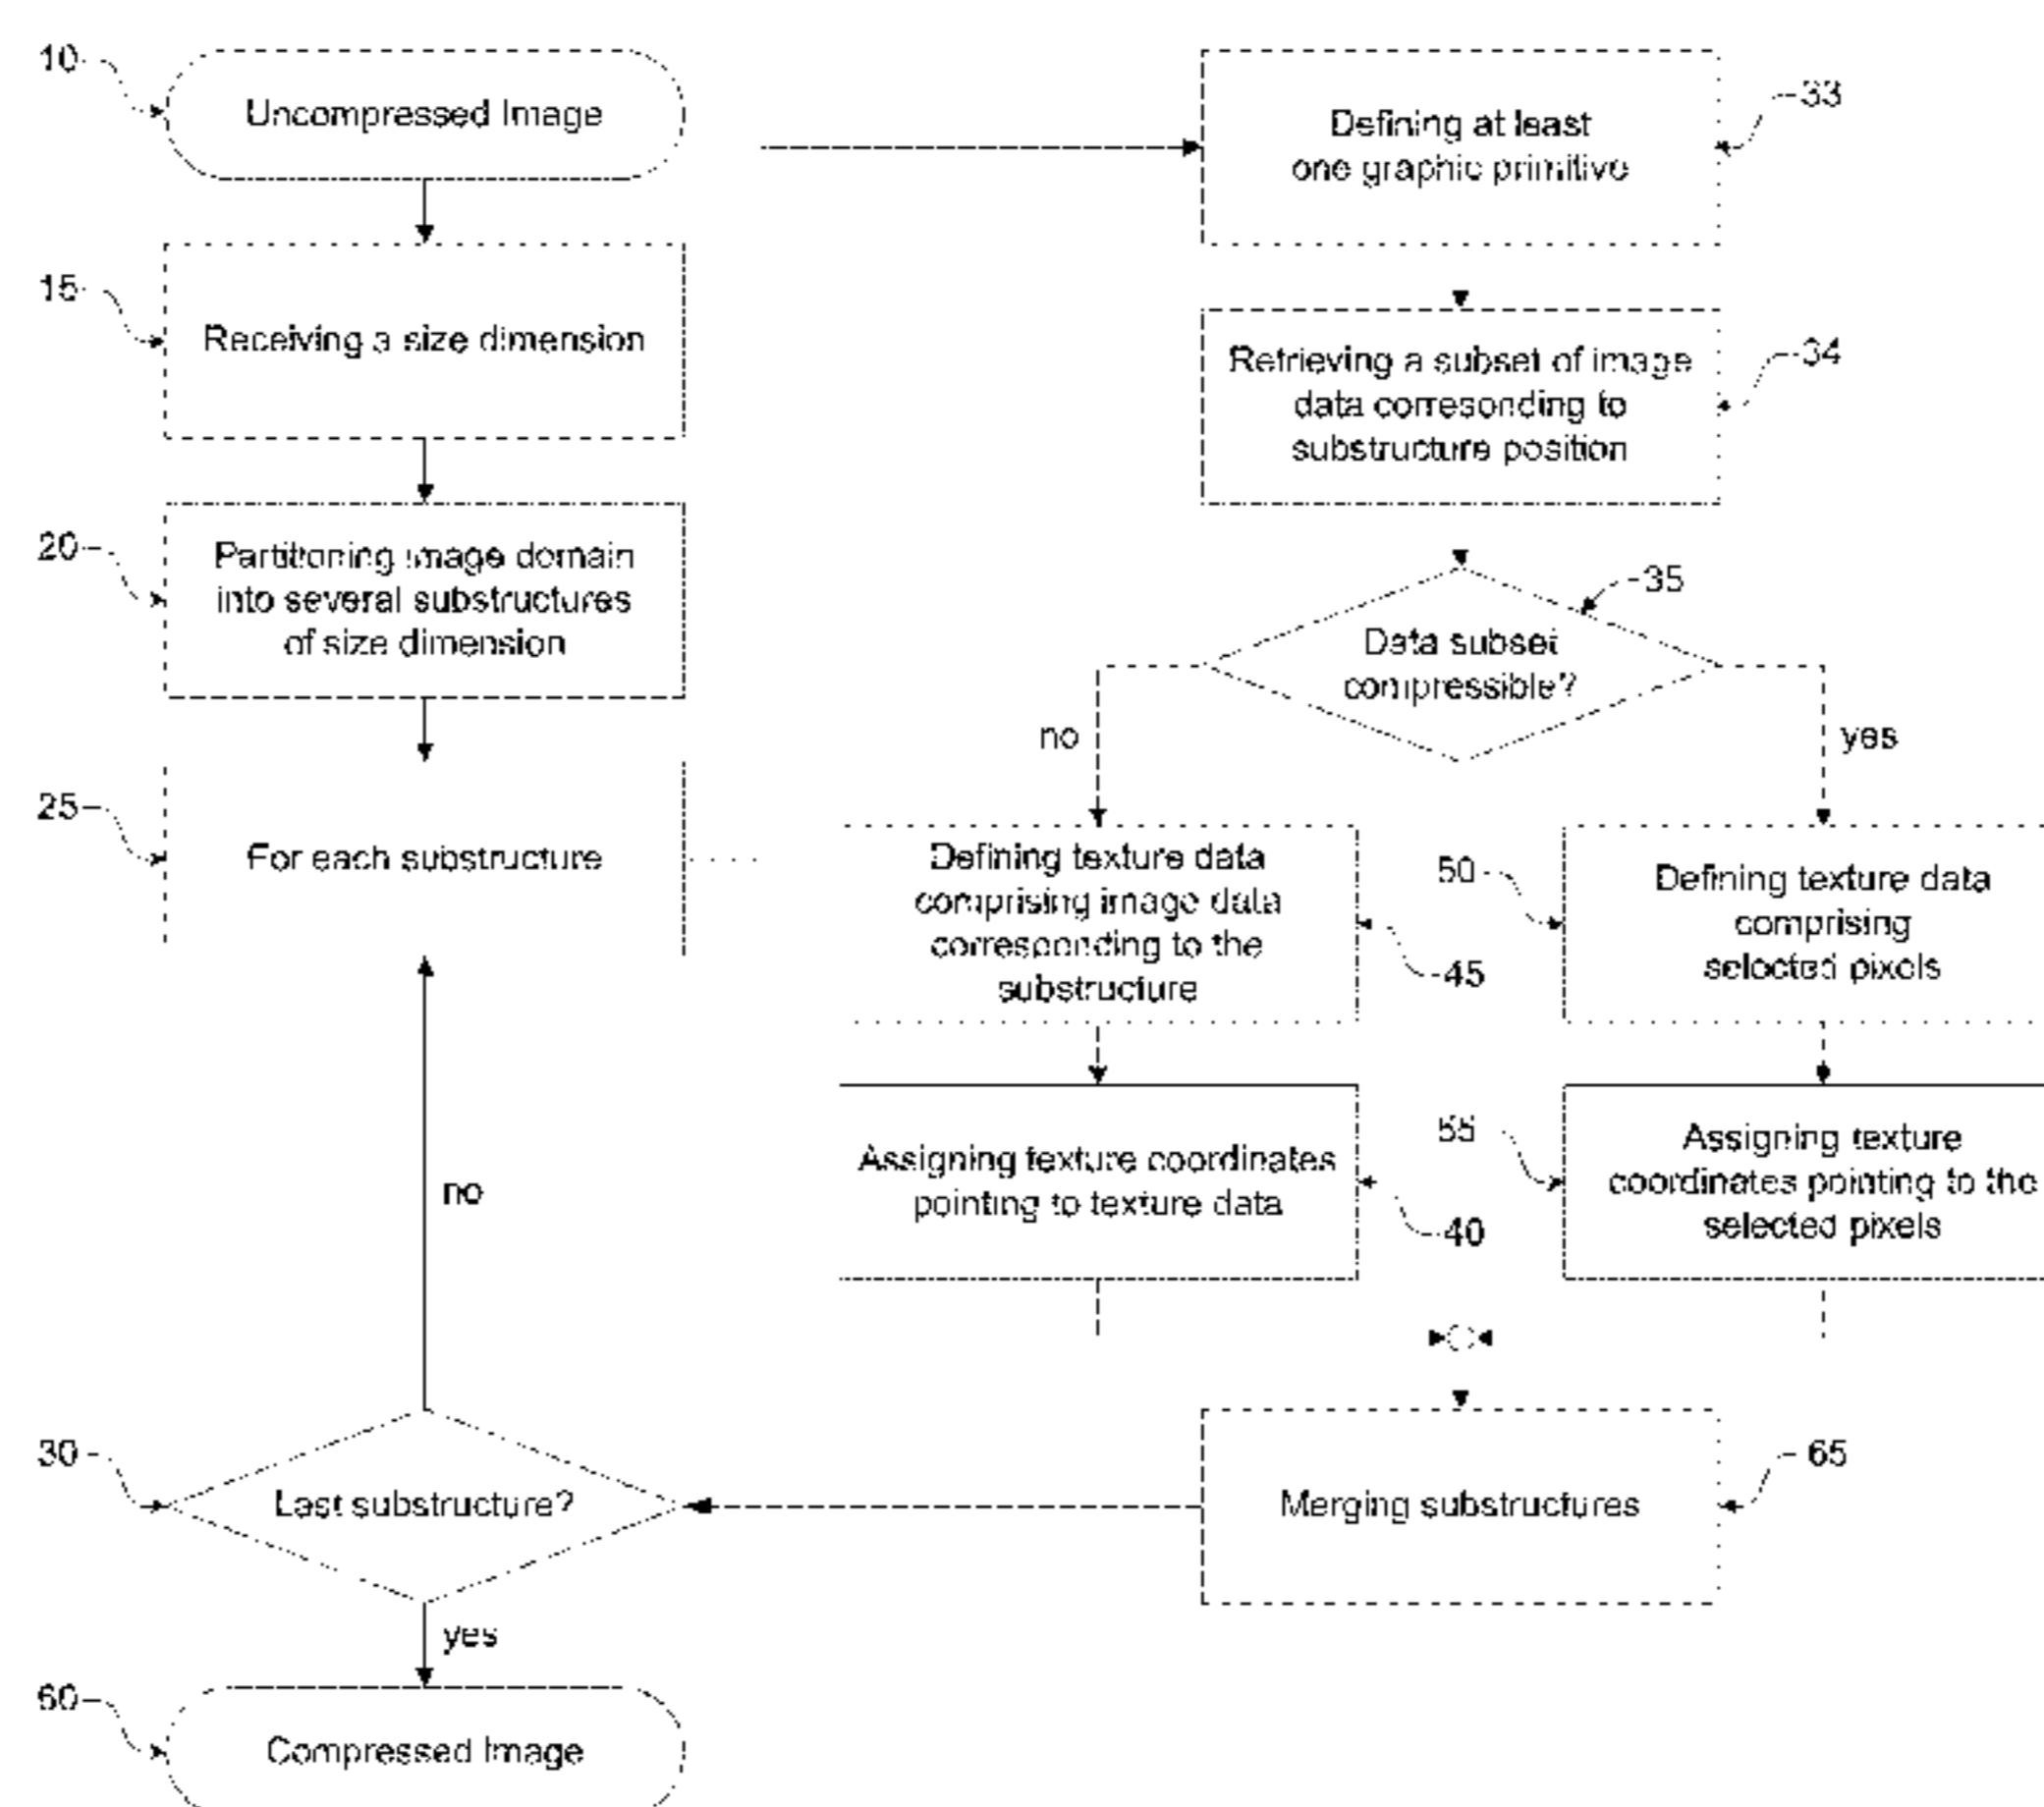 10
Uncompressed Image
15
Receiving a size dimension
20
Partitioning image domain
into several substructures
of size dimension
25
For each substructure
no
30
Last substructure?
yes
60
Compressed Image
33
Defining at least
one graphic primitive
34
Retrieving a subset of image
data corresonding to
substructure position
35
Data subset
compressible?
no
yes
Defining texture data
comprising image data
corresponding to the
substructure
45
50
Defining texture data
comprising
selected pixels
Assigning texture coordinates
pointing to texture data
40
55
Assigning texture
coordinates pointing to the
selected pixels
65
Merging substructures